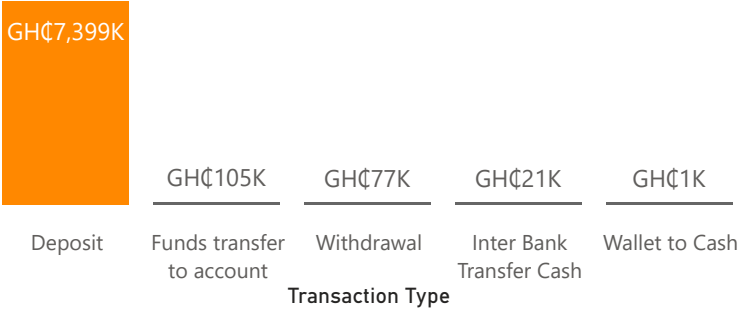 GH₵7,399K
GH₵105K
GH₵77K
GH₵21K
GH₵1K
Deposit
Funds transfer
to account
Withdrawal
Inter Bank
Transfer Cash
Wallet to Cash
Transaction Type